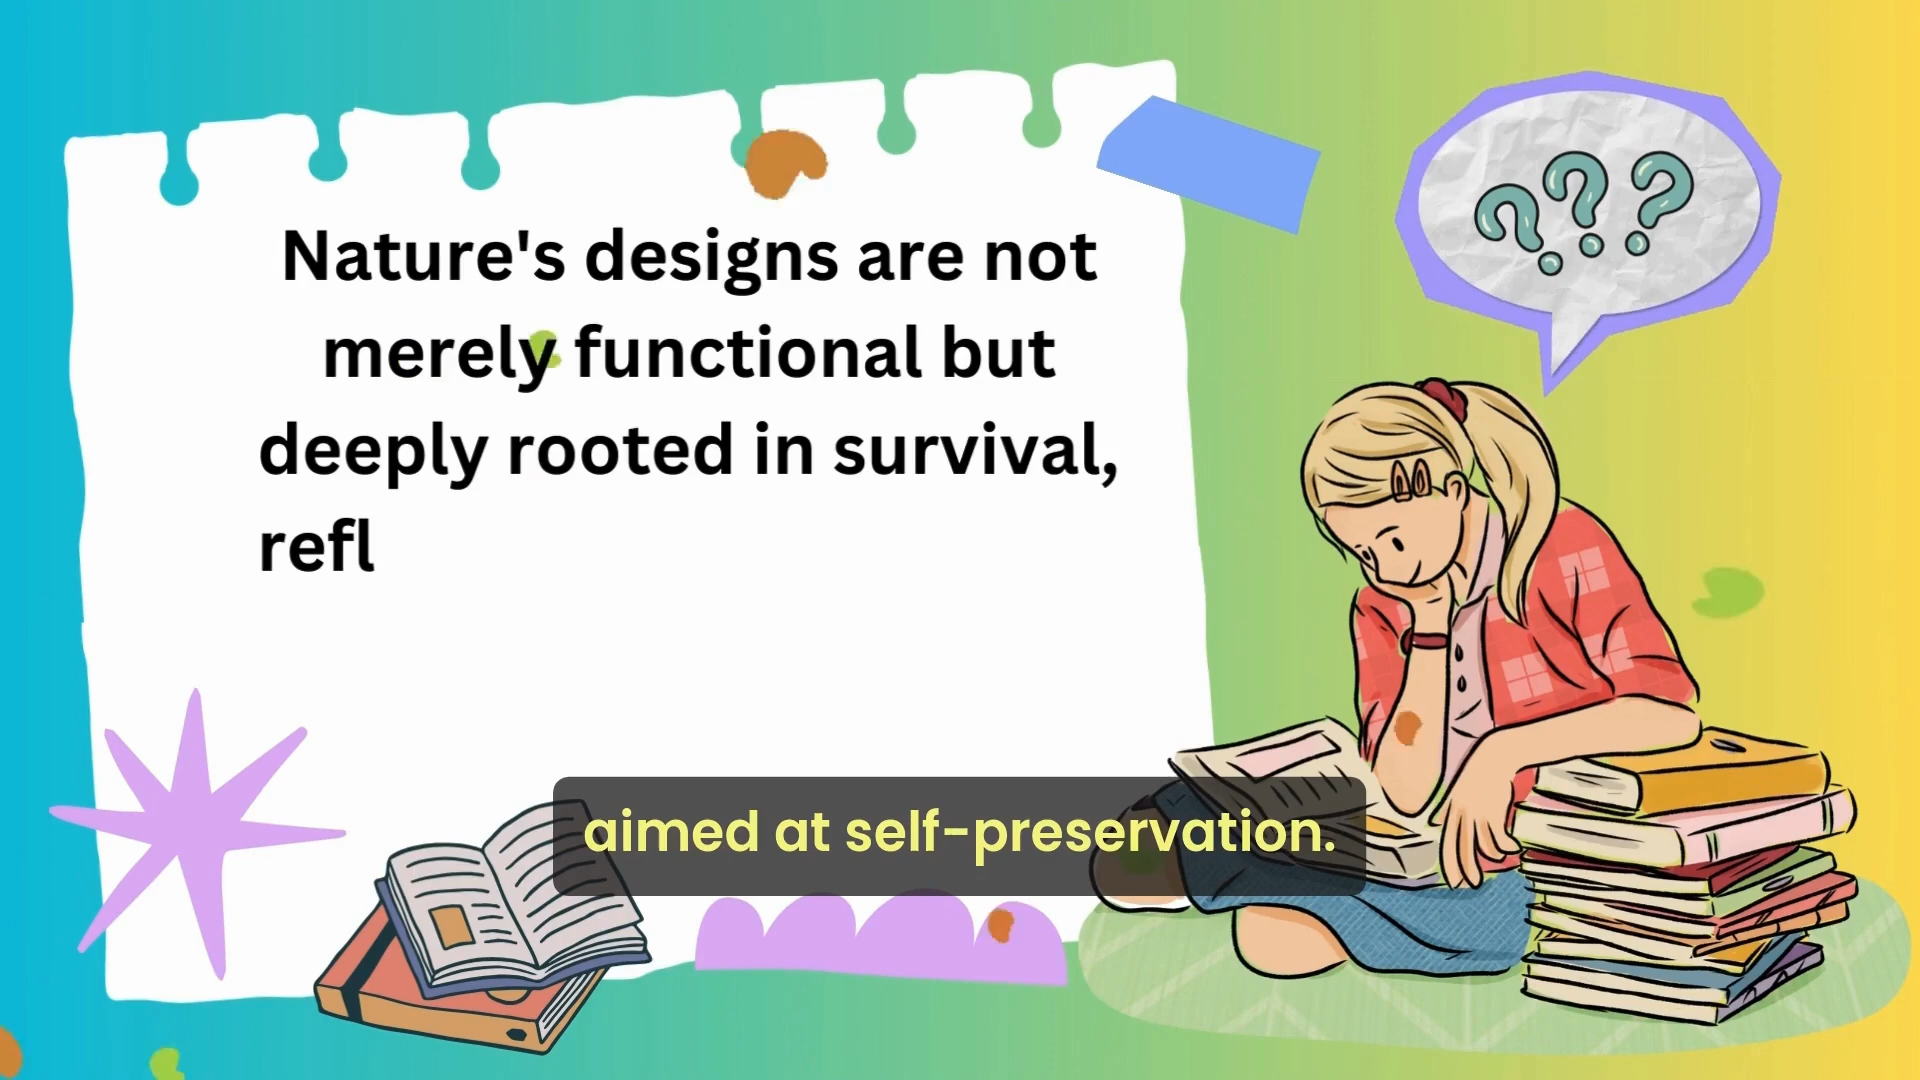 Nature's designs are not
merely functional but
deeply rooted in survival,
refl
aimed at self-preservation.